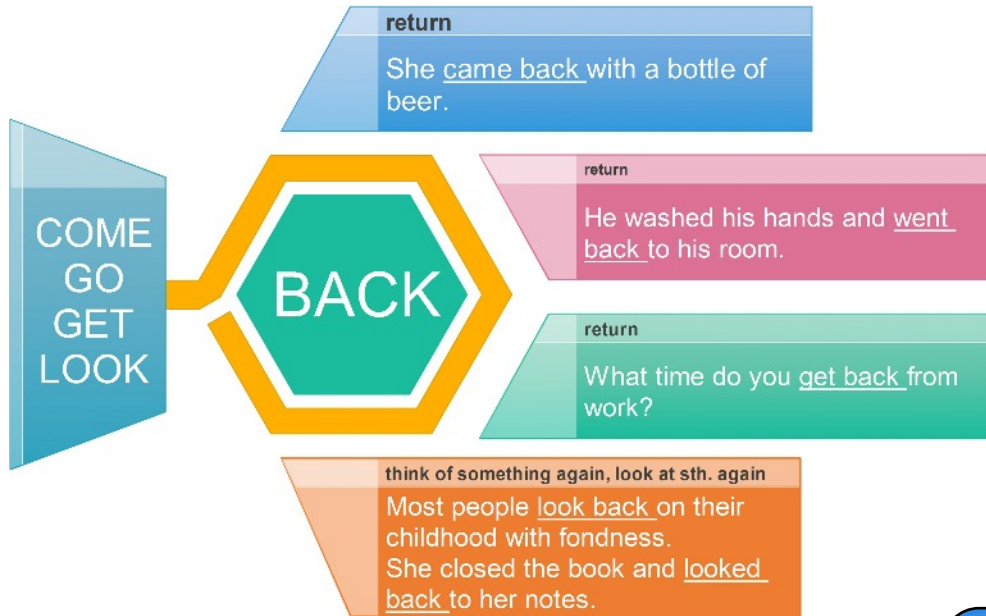 return
She came back with a bottle of
beer.
COME
GO
GET
LOOK
BACK
return
He washed his hands and went
back to his room.
return
What time do you get back from
work?
think of something again, look at sth. again
Most people look back on their
childhood with fondness.
She closed the book and looked
back to her notes.